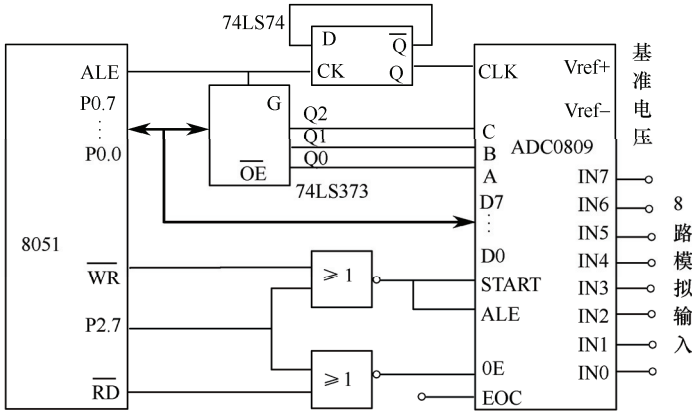 74LS74
D
Q
CK
Q
ALE
P0.7
⋮
P0.0
8051
WR
P2.7
RD
G
OE
74LS373
Q2
Q1
Q0
≥1
≥1
CLK
Vref+
Vref−
C
B
ADC0809
A
D7
⋮
D0
START
ALE
0E
EOC
IN7
IN6
IN5
IN4
IN3
IN2
IN1
IN0
基准电压
8路模拟输入